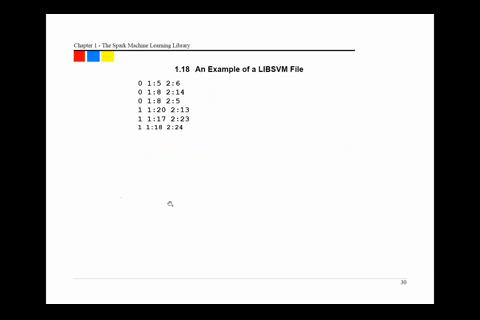 Chapter 1 - The Spark Machine Learning Library
1.18 An Example of a LIBSVM File
0 1:5 2:6
0 1:8 2:14
0 1:8 2:5
1 1:20 2:13
1 1:17 2:23
1 1:18 2:24
30